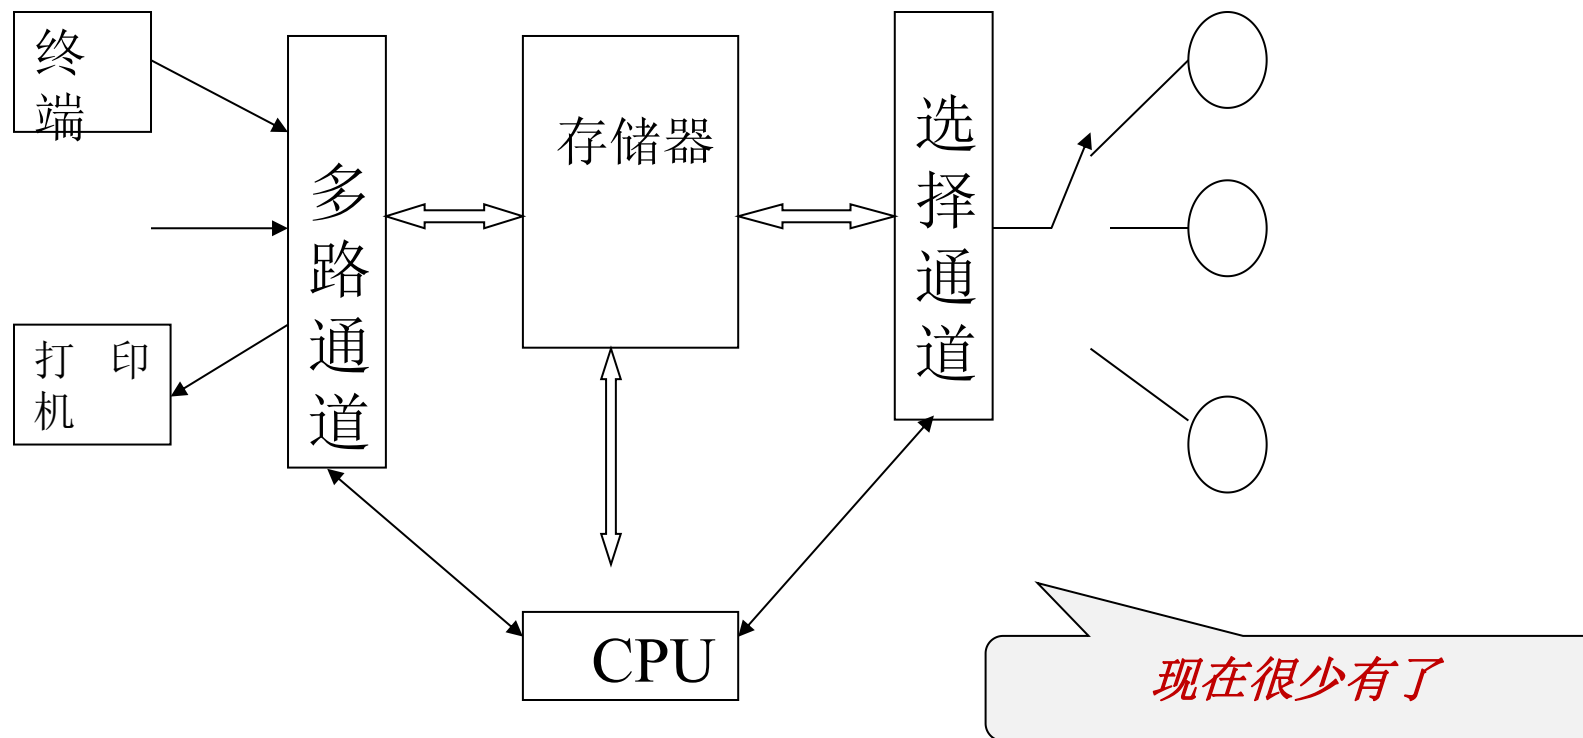 终
端
多
路
通
道
存储器
选
择
通
道
打 印
机
CPU
现在很少有了